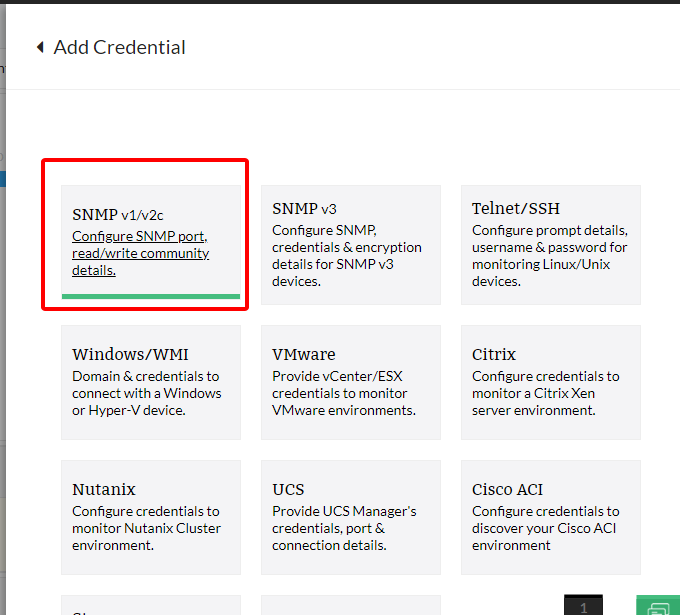 Add Credential
SNMP v1/v2c
Configure SNMP port,
read/write community
details.
SNMP v3
Configure SNMP,
credentials & encryption
details for SNMP v3
devices.
Telnet/SSH
Configure prompt details,
username & password for
monitoring Linux/Unix
devices.
Windows/WMI
Domain & credentials to
connect with a Windows
or Hyper-V device.
VMware
Provide vCenter/ESX
credentials to monitor
VMware environments.
Citrix
Configure credentials to
monitor a Citrix Xen
server environment.
Nutanix
Configure credentials to
monitor Nutanix Cluster
environment.
UCS
Provide UCS Manager's
credentials, port &
connection details.
Cisco ACI
Configure credentials to
discover your Cisco ACI
environment
1